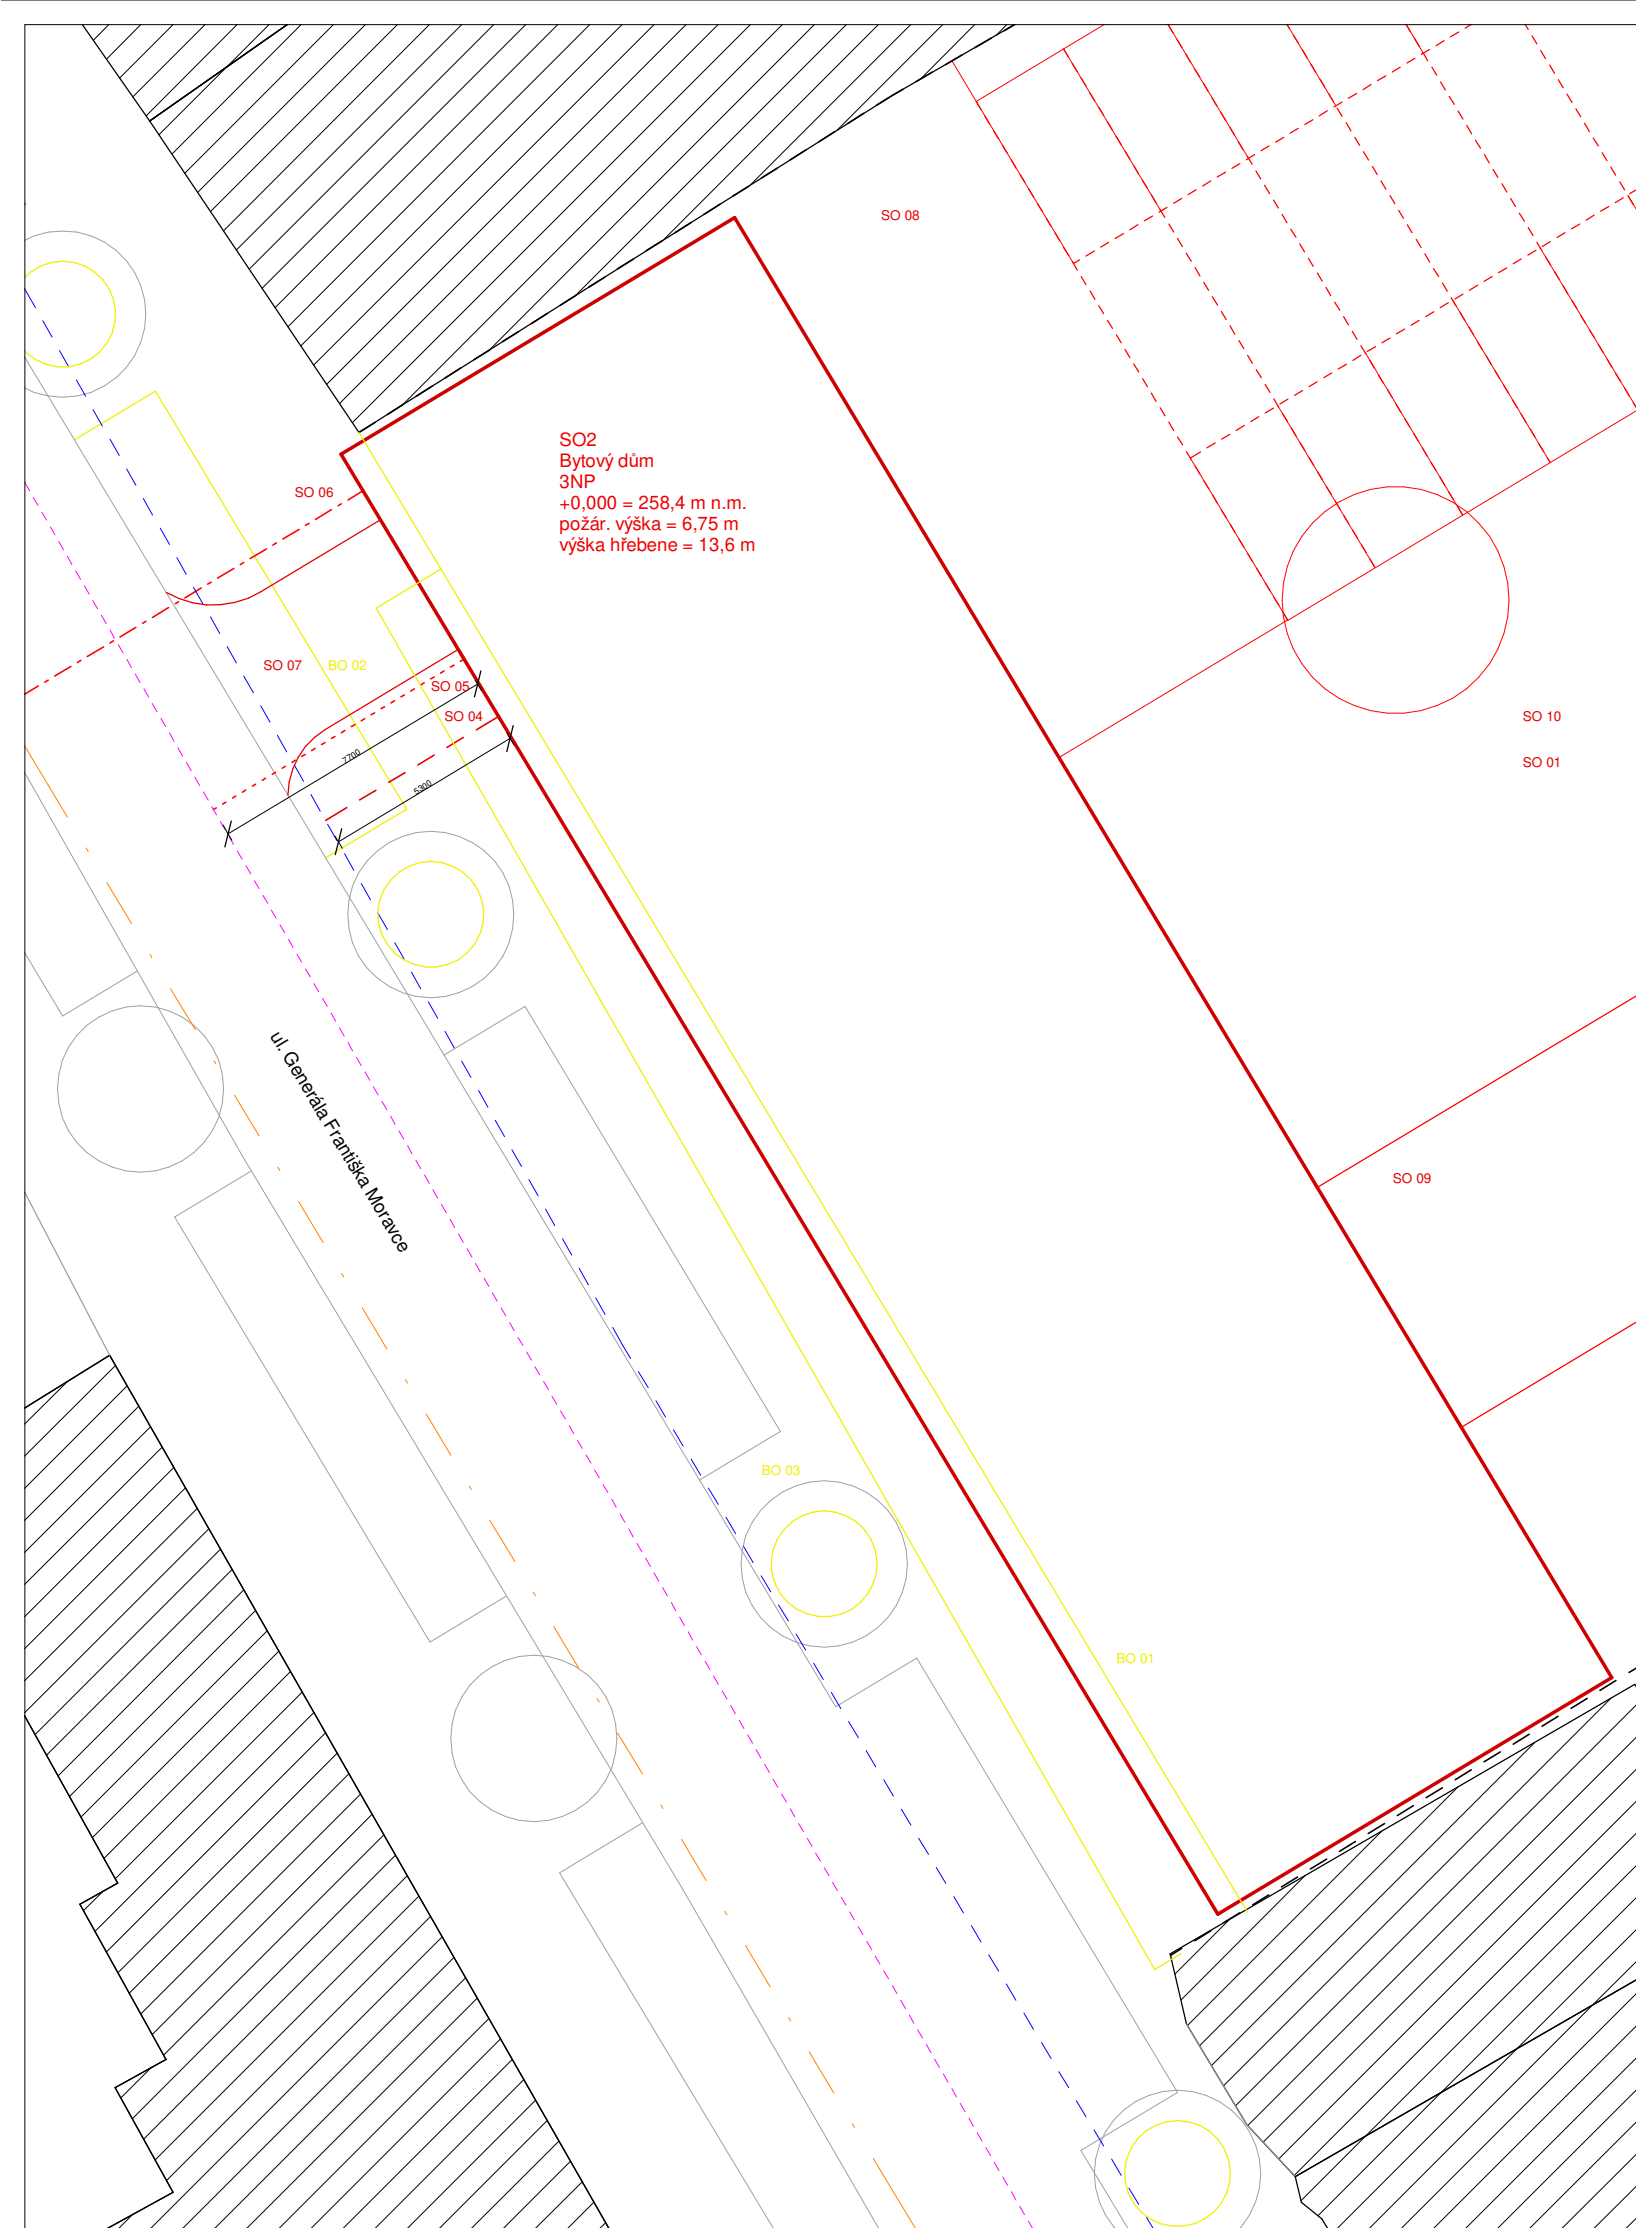 SO 08
SO2
Bytový dům
3NP
+0,000 = 258,4 m n.m.
požár. výška = 6,75 m
výška hřebene = 13,6 m
SO 06
SO 07
BO 02
SO 05
SO 04
7700
5300
SO 10
SO 01
ul. Generála Františka Moravce
SO 09
BO 03
BO 01